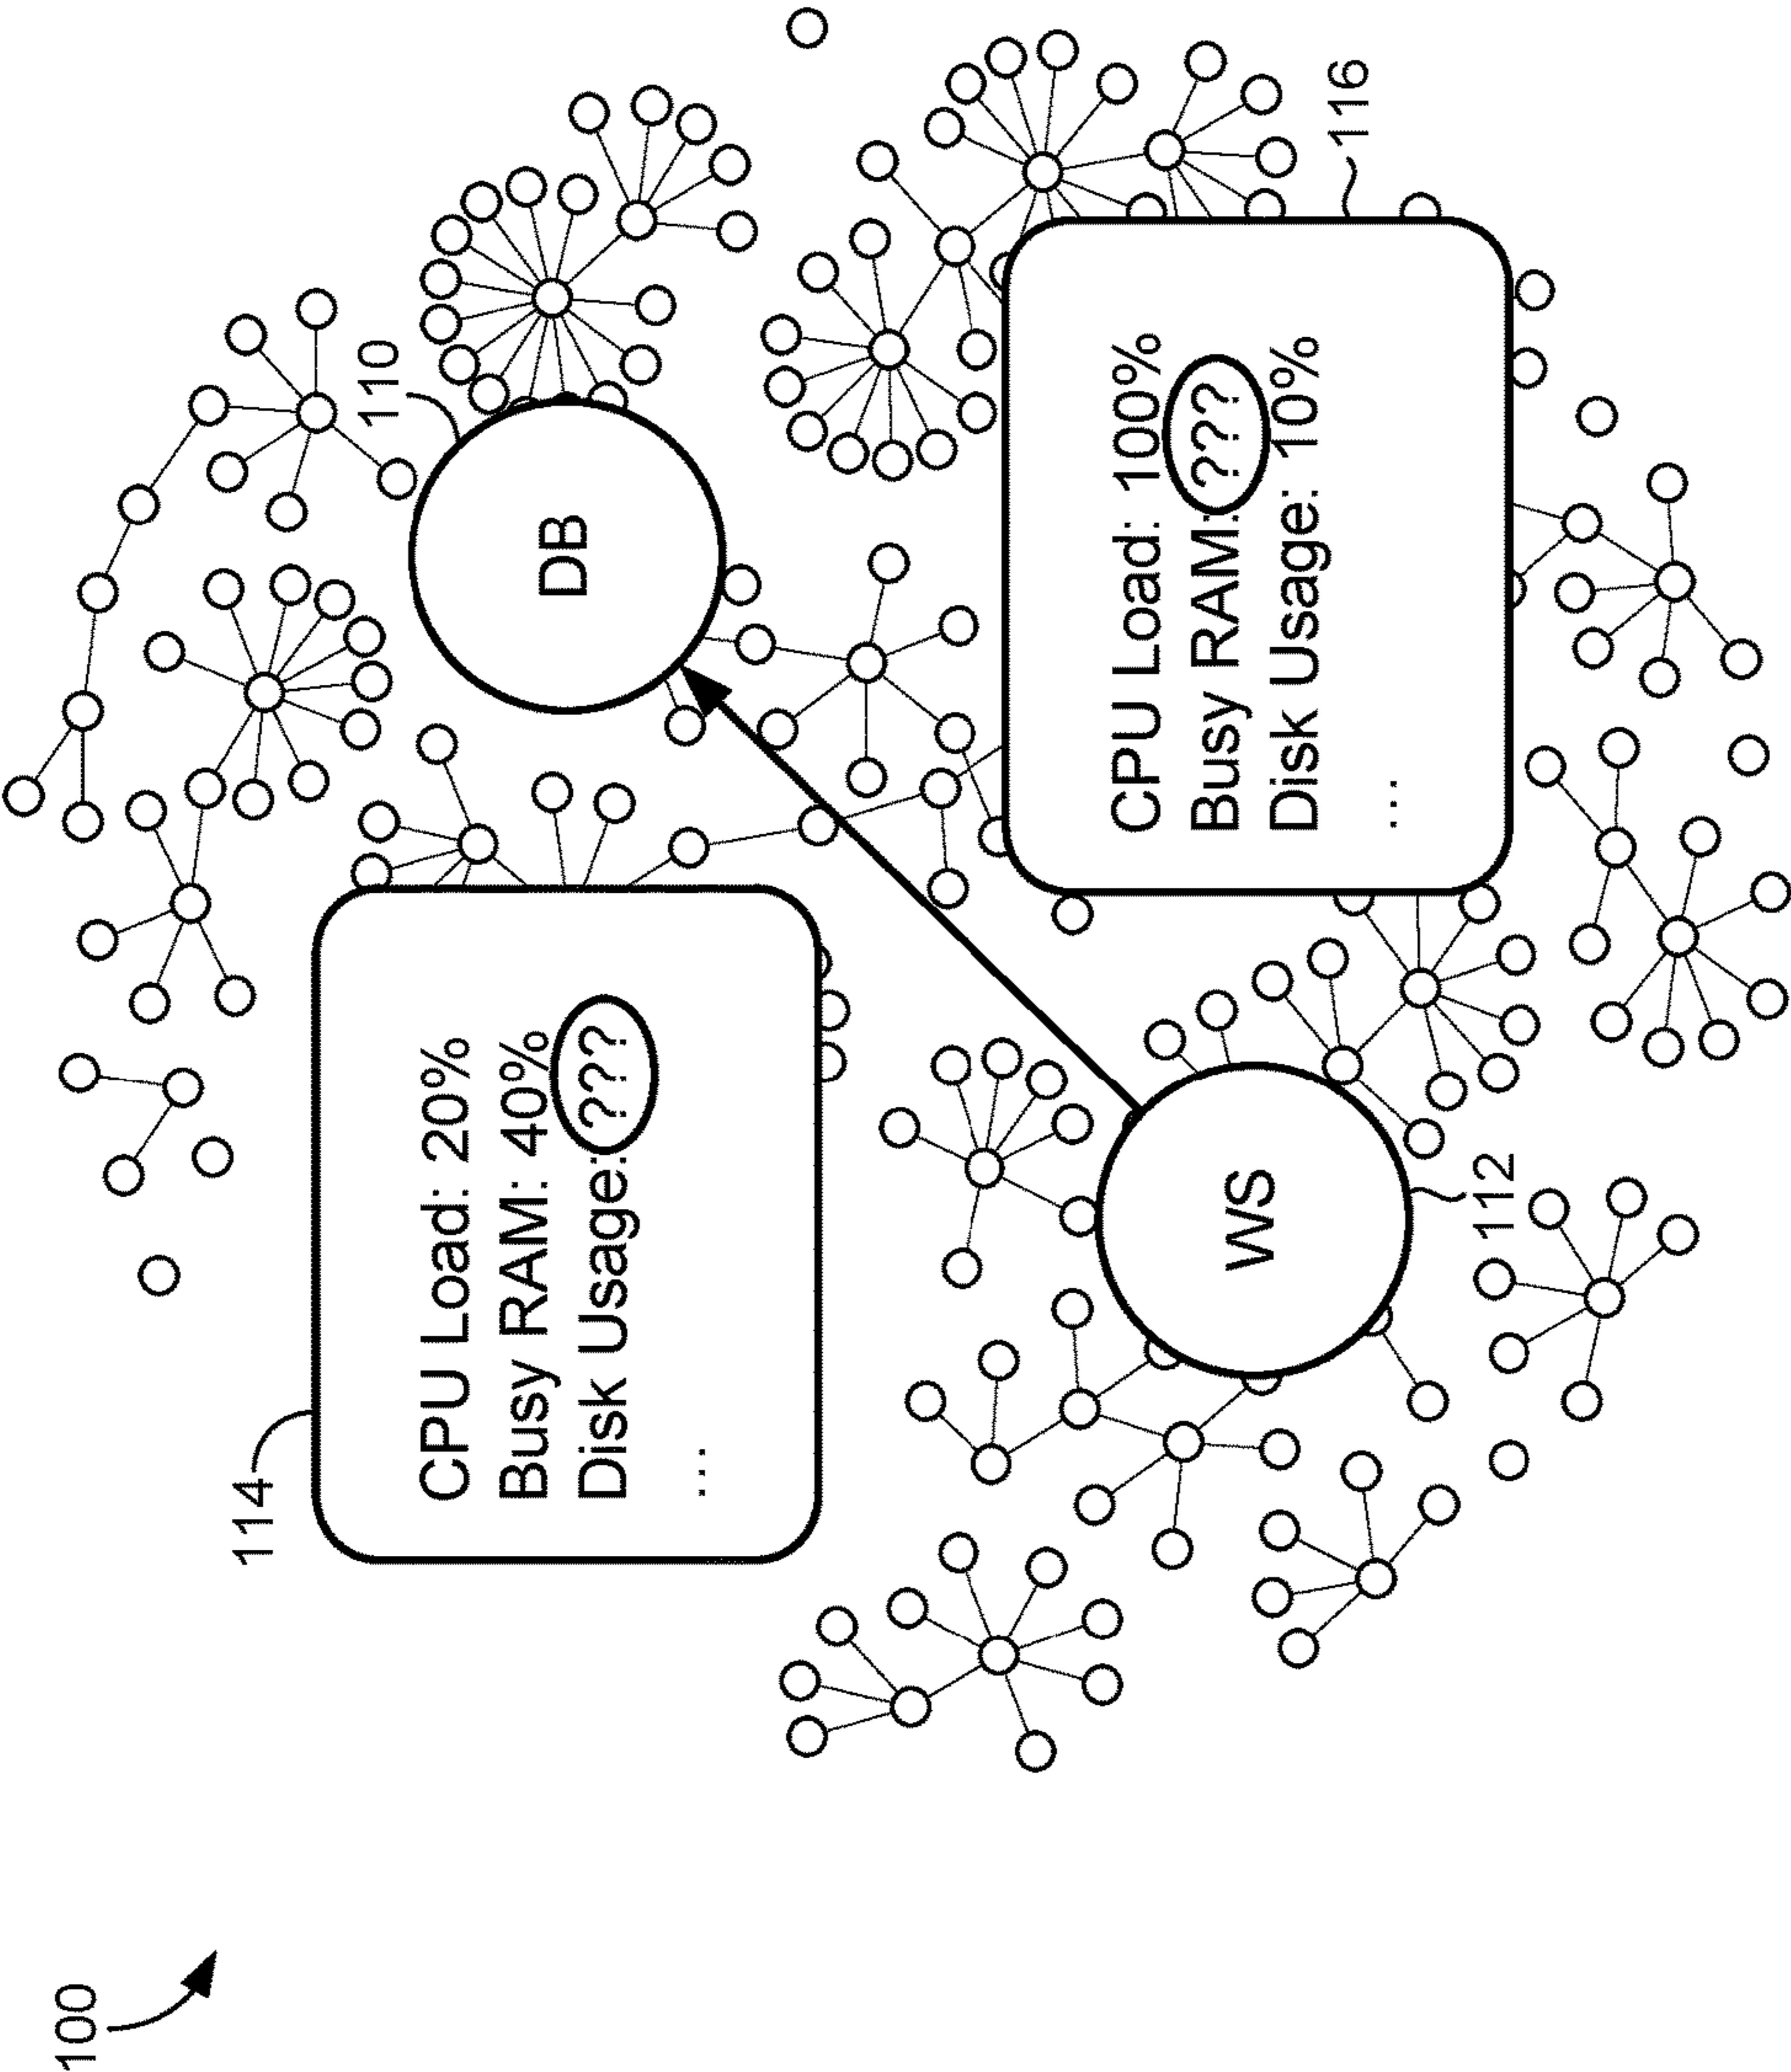 100
114
CPU Load: 20%
Busy RAM: 40%
Disk Usage: ???
...
110
DB
WS
112
CPU Load: 100%
Busy RAM: ???
Disk Usage: 10%
...
116